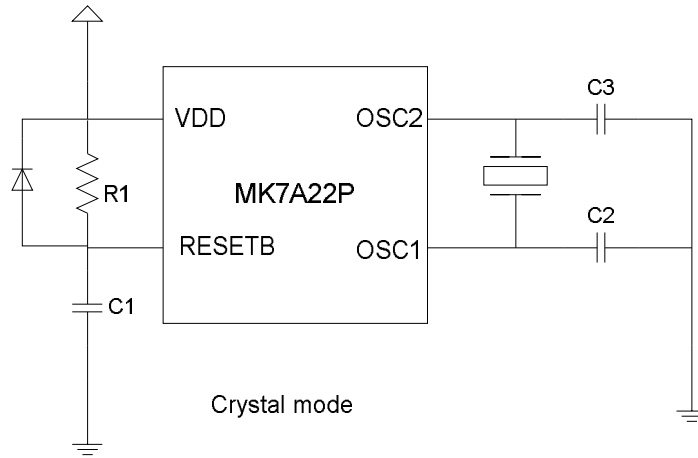 C3
VDD
OSC2
R1
MK7A22P
C2
RESETB
OSC1
C1
Crystal mode